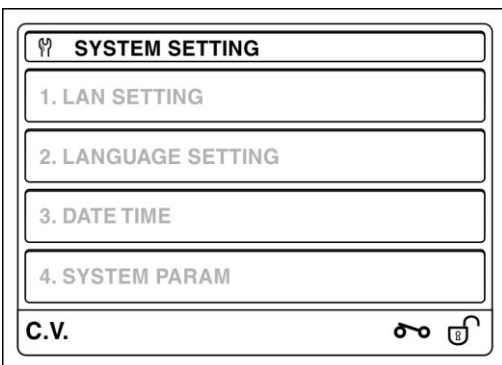 SYSTEM SETTING
1. LAN SETTING
2. LANGUAGE SETTING
3. DATE TIME
4. SYSTEM PARAM
C.V.